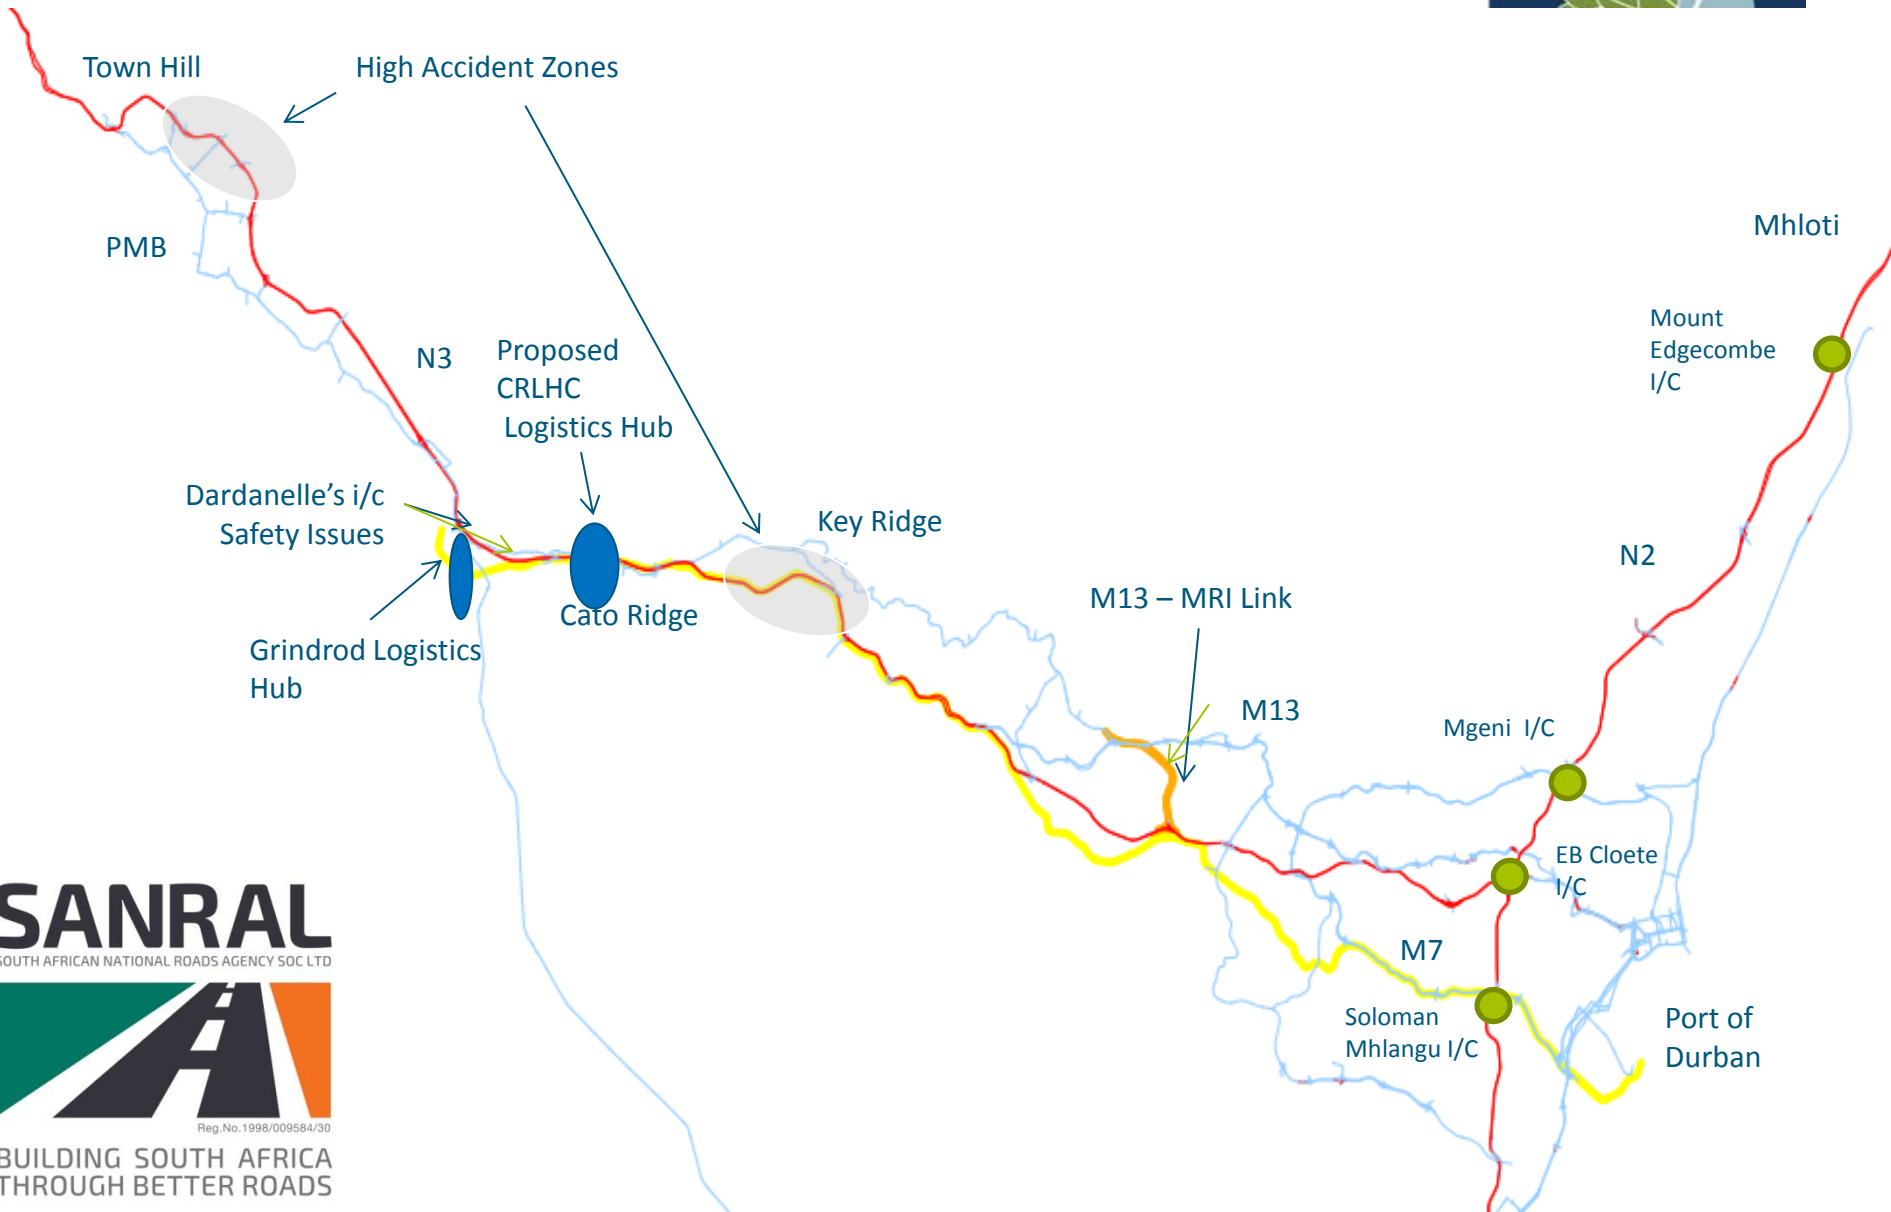 Town Hill
High Accident Zones
PMB
Mhloti
Mount
Edgecombe
I/C
N3
Proposed
CRLHC
Logistics Hub
Dardanelle's i/c
Safety Issues
Key Ridge
N2
M13 – MRI Link
Cato Ridge
Grindrod Logistics
Hub
M13
Mgeni I/C
EB Cloete
I/C
M7
Soloman
Mhlangu I/C
Port of
Durban
SANRAL
SOUTH AFRICAN NATIONAL ROADS AGENCY SOC LTD
Reg.No.1998/009584/30
BUILDING SOUTH AFRICA
THROUGH BETTER ROADS